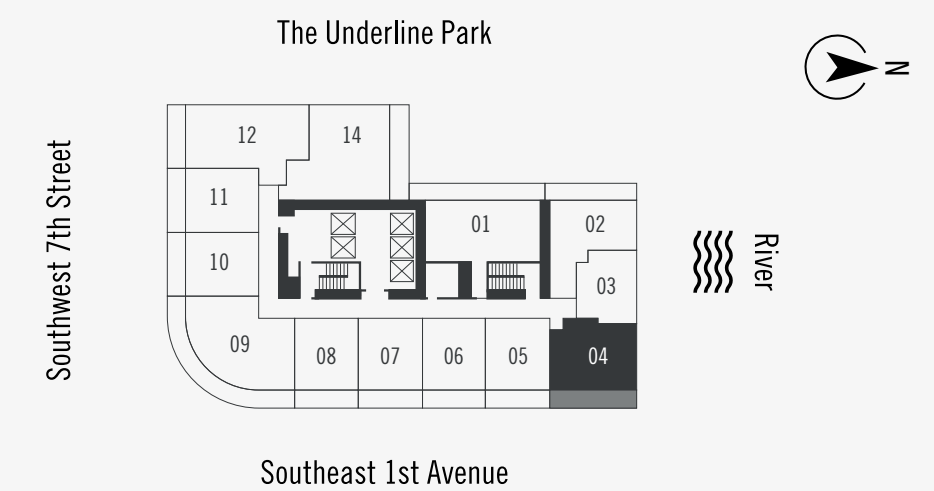 The Underline Park
N
12
14
11
01
02
10
03
09
08
07
06
05
04
Southwest 7th Street
River
Southeast 1st Avenue